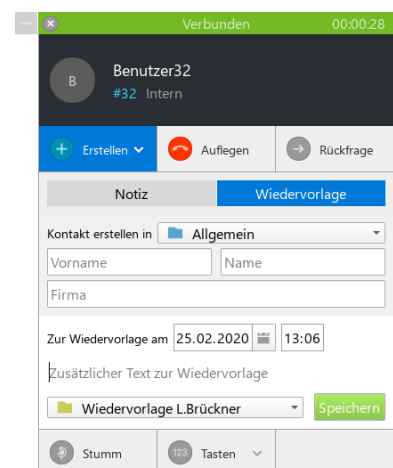 Verbunden 00:00:28
B Benutzer32
#32 Intern
Erstellen Auflegen Rückfrage
Notiz Wiedervorlage
Kontakt erstellen in Allgemein
Vorname Name
Firma
Zur Wiedervorlage am 25.02.2020 13:06
Zusätzlicher Text zur Wiedervorlage
Wiedervorlage L.Brückner Speichern
Stumm 123 Tasten